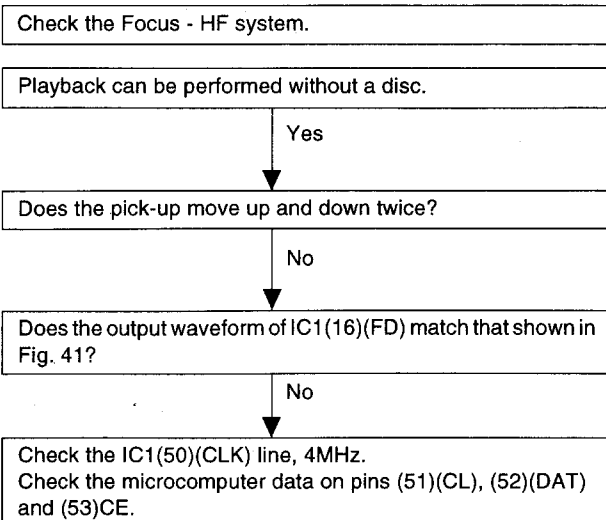 Check the Focus - HF system.
Playback can be performed without a disc.
Yes
Does the pick-up move up and down twice?
No
Does the output waveform of IC1(16)(FD) match that shown in
Fig. 41?
No
Check the IC1(50)(CLK) line, 4MHz.
Check the microcomputer data on pins (51)(CL), (52)(DAT)
and (53)CE.